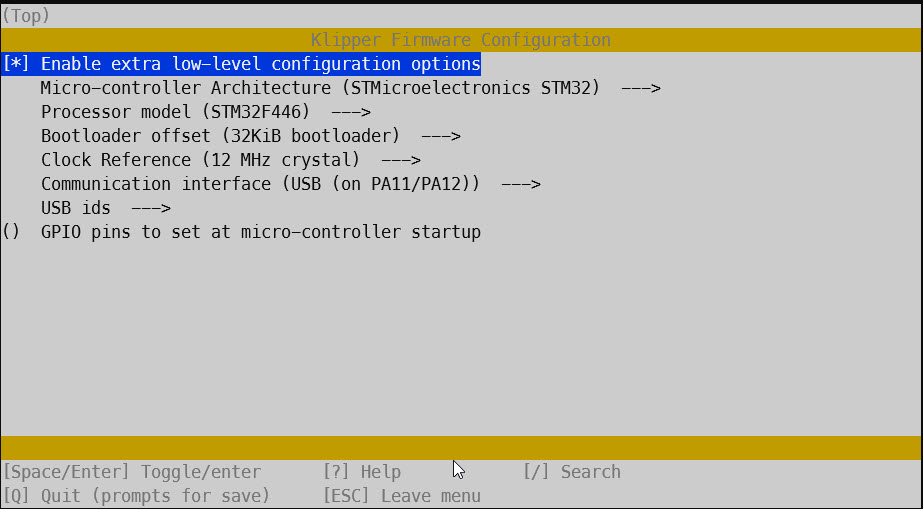 (Top)
Klipper Firmware Configuration
[*] Enable extra low-level configuration options
Micro-controller Architecture (STMicroelectronics STM32)  --->
Processor model (STM32F446)  --->
Bootloader offset (32KiB bootloader)  --->
Clock Reference (12 MHz crystal)  --->
Communication interface (USB (on PA11/PA12))  --->
USB ids  --->
()  GPIO pins to set at micro-controller startup
[Space/Enter] Toggle/enter      [?] Help            [/] Search
[Q] Quit (prompts for save)     [ESC] Leave menu